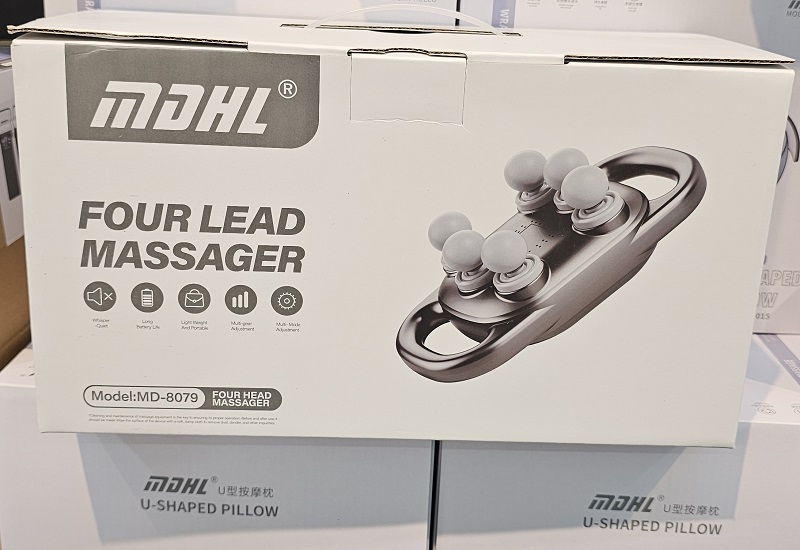 MDHL®
FOUR LEAD
MASSAGER
Whisper
-Quiet
Long
Battery Life
Light Weight
And Portable
Multi-gear
Adjustment
Multi- Mode
Adjustment
Model:MD-8079
FOUR HEAD
MASSAGER
MDHL® U型按摩枕
U-SHAPED PILLOW
MDHL® U型按摩枕
U-SHAPED PILLOW